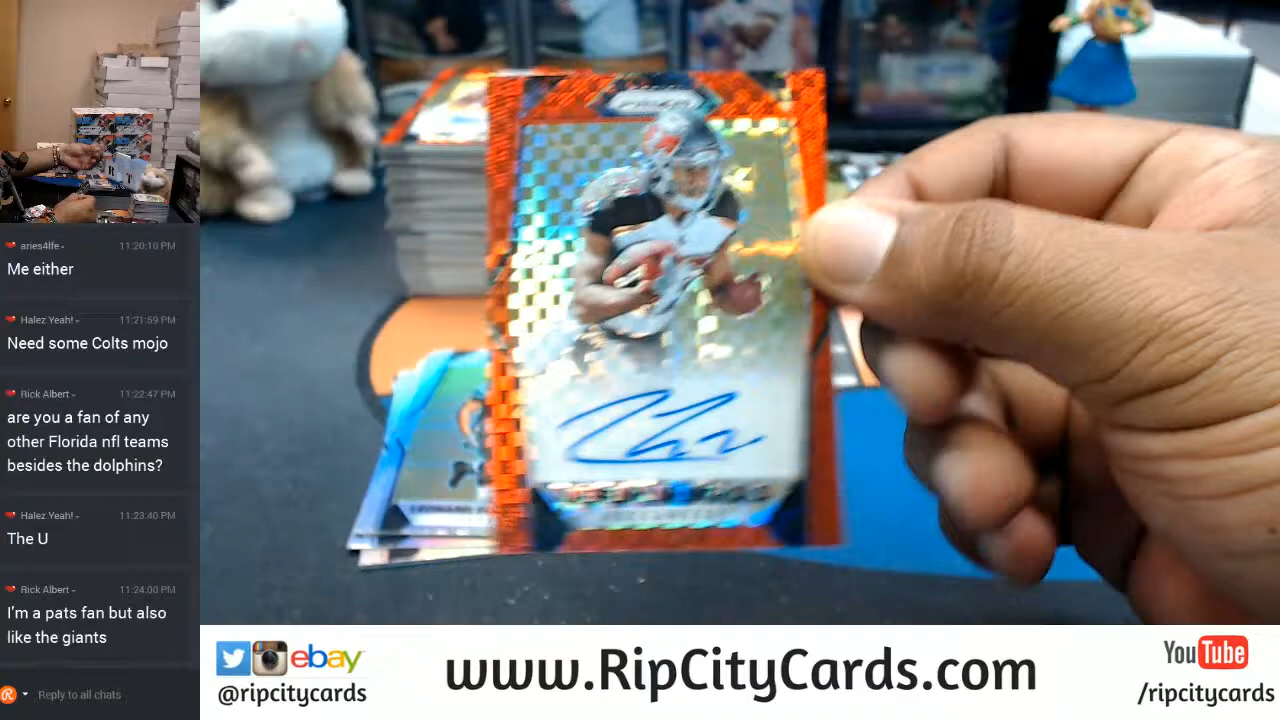 aries4lfe
11:20:10 PM
Me either
Halez Yeah!
11:21:59 PM
Need some Colts mojo
Rick Albert
11:22:47 PM
are you a fan of any
other Florida nfl teams
besides the dolphins?
Halez Yeah!
11:23:40 PM
The U
Rick Albert
11:24:00 PM
I'm a pats fan but also
like the giants
Reply to all chats
PRIZM
LEONARD
ebay
@ripcitycards
www.RipCityCards.com
YouTube
/ripcitycards